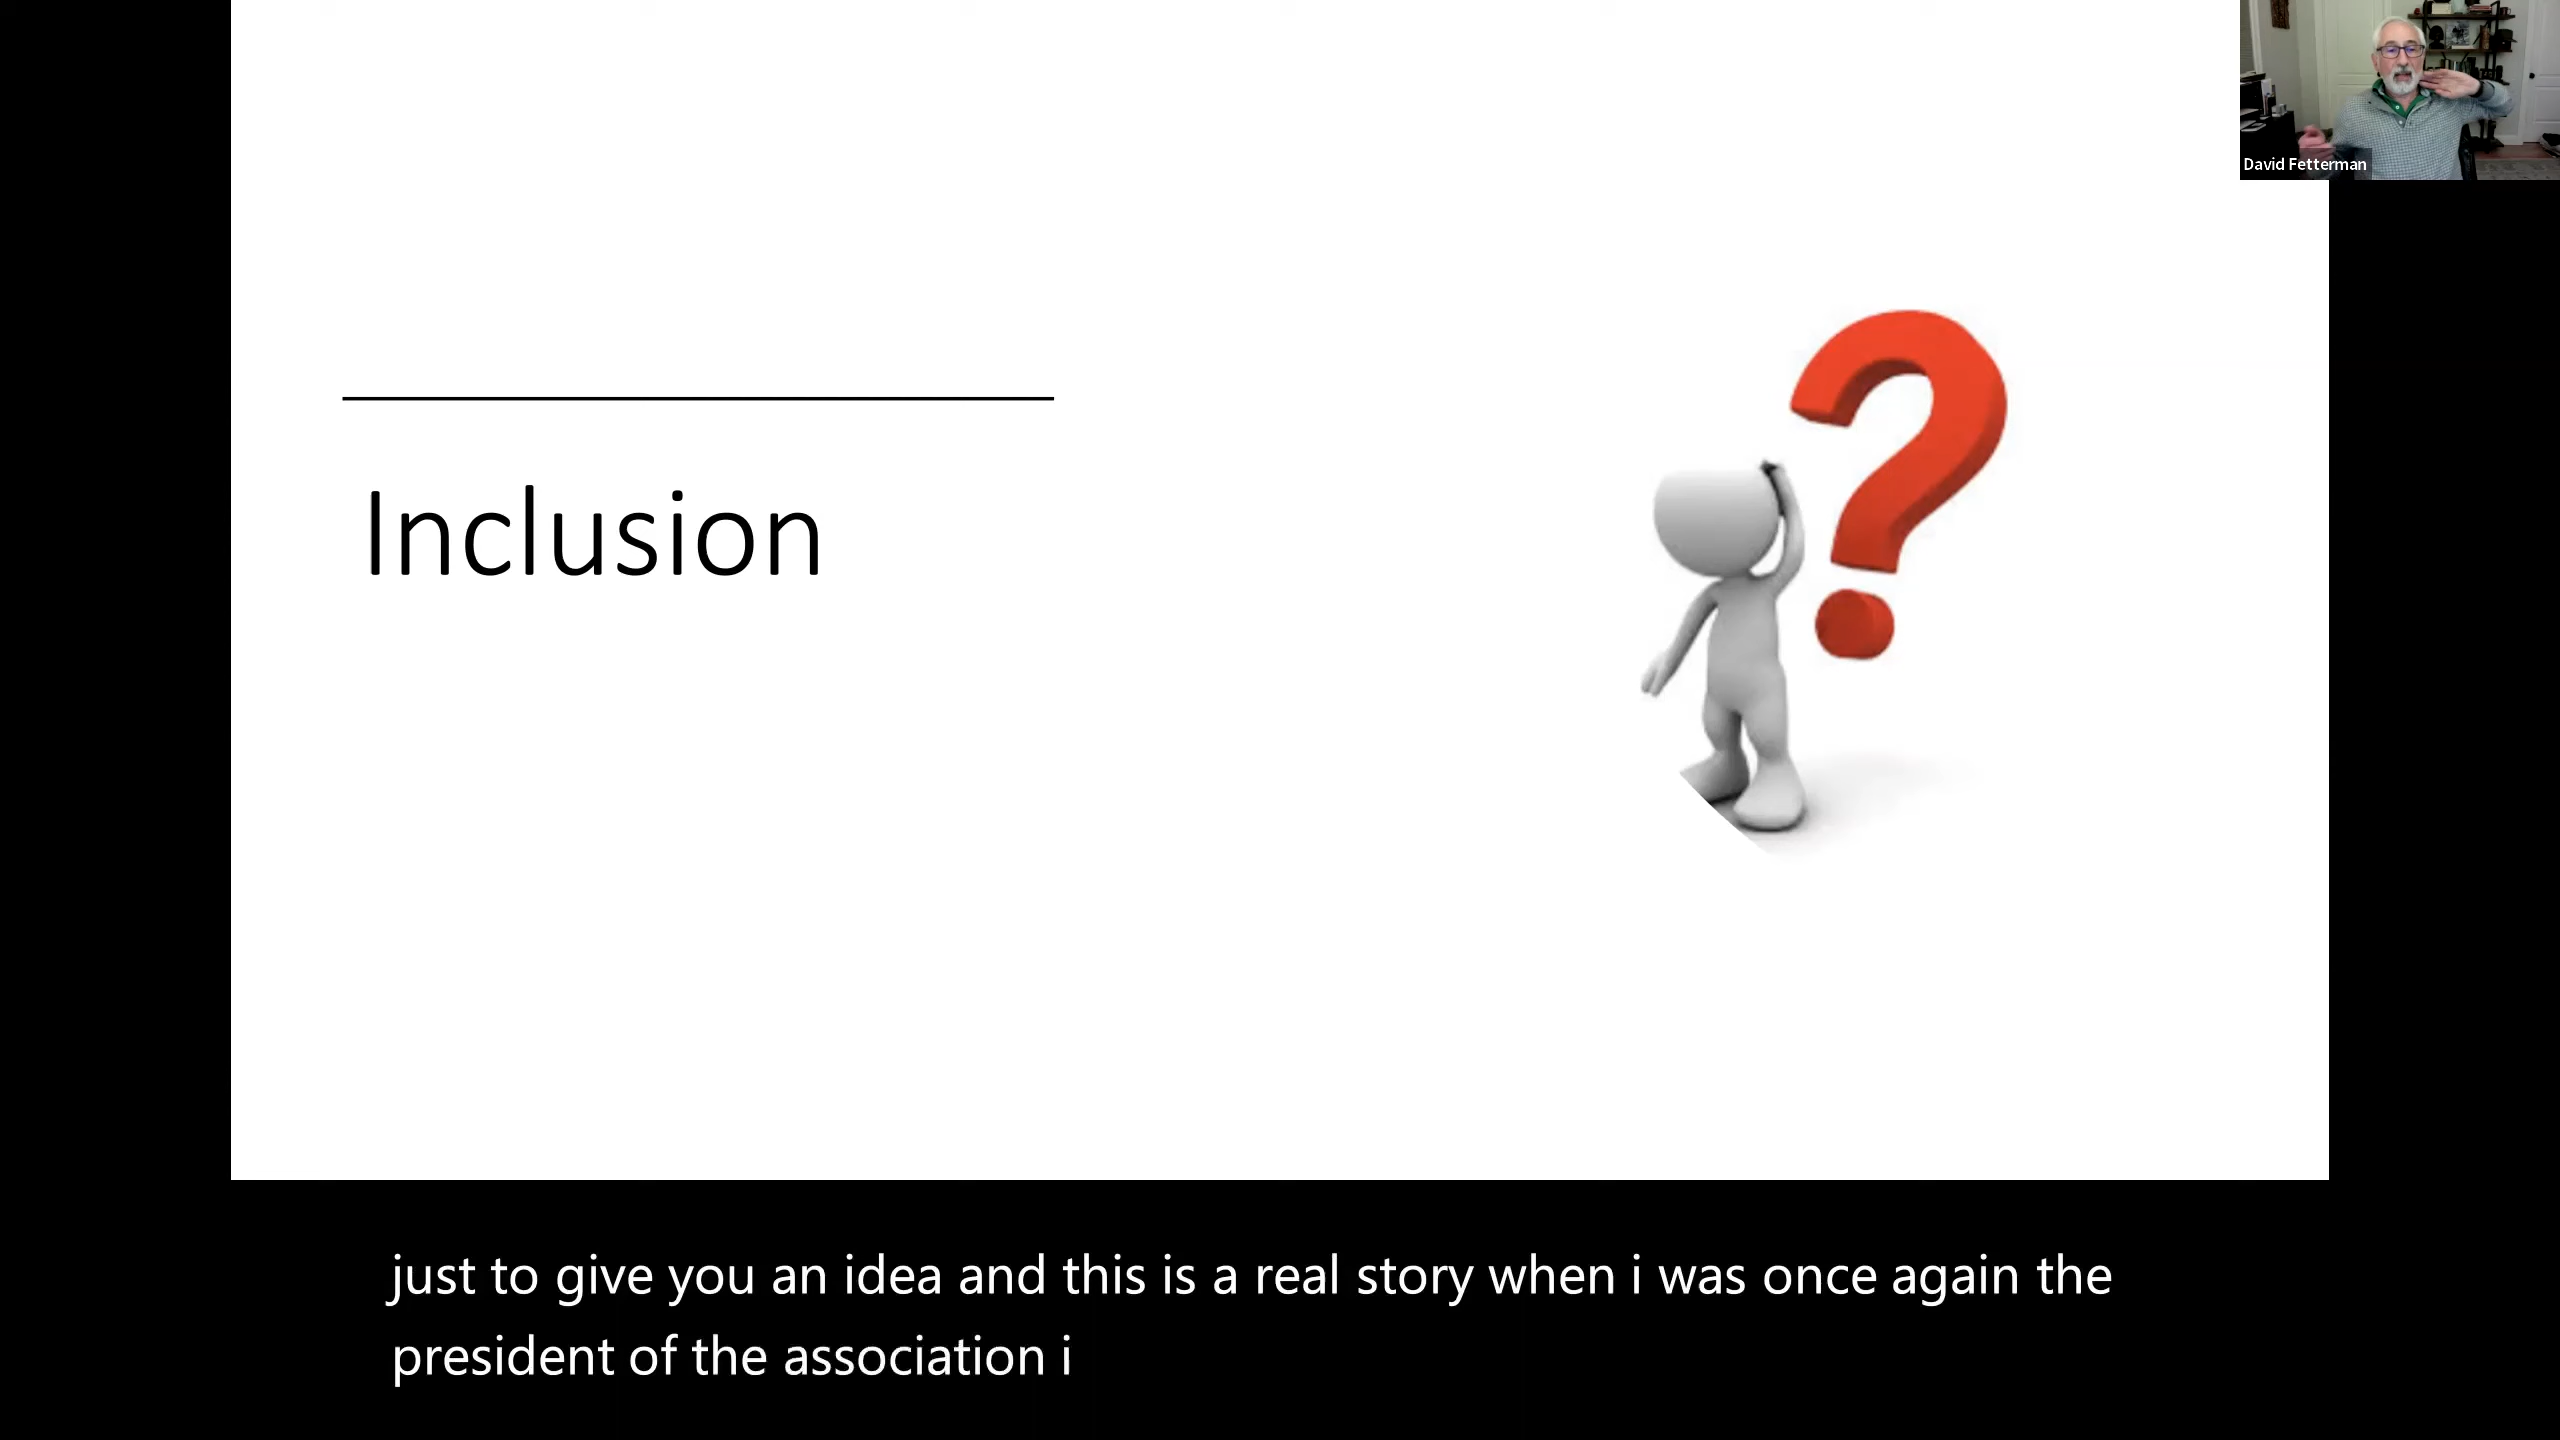 David Fetterman
Inclusion
just to give you an idea and this is a real story when i was once again the
president of the association i